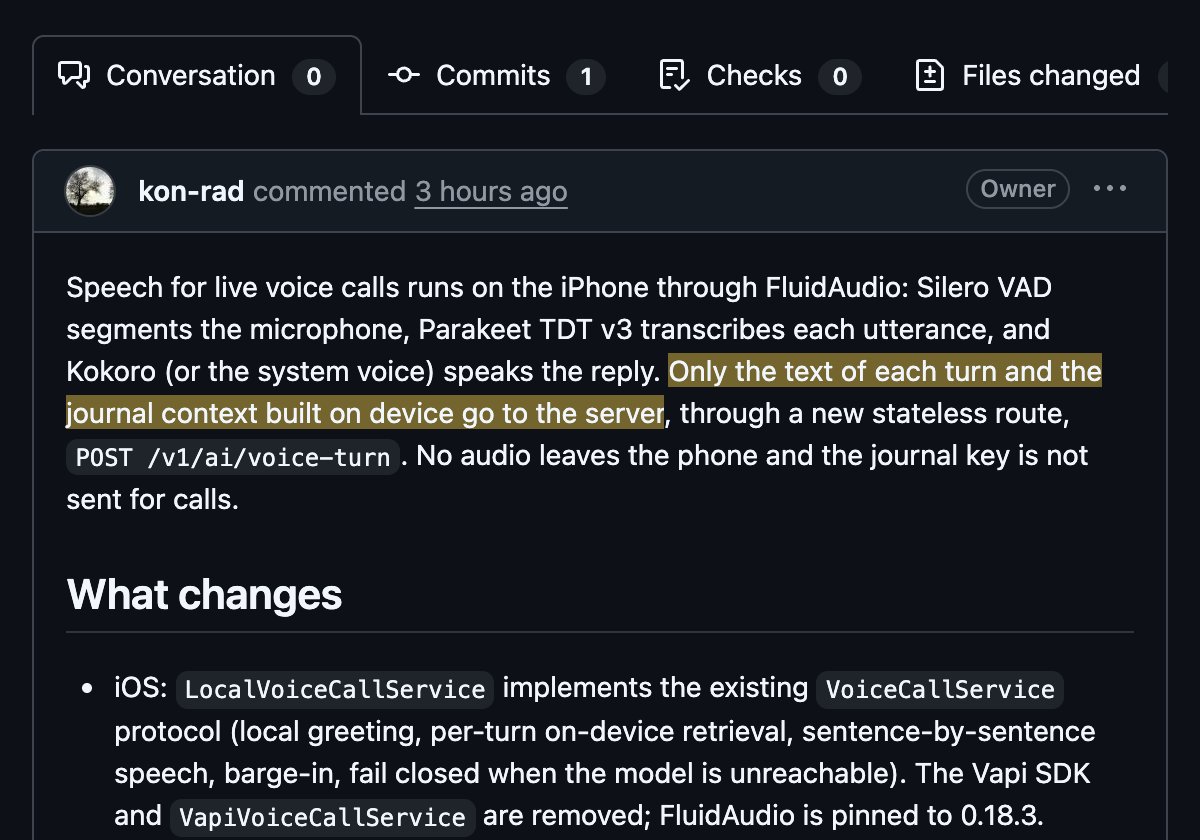 Conversation 0 Commits 1 Checks 0 Files changed
kon-rad commented 3 hours ago Owner
Speech for live voice calls runs on the iPhone through FluidAudio: Silero VAD
segments the microphone, Parakeet TDT v3 transcribes each utterance, and
Kokoro (or the system voice) speaks the reply. Only the text of each turn and the
journal context built on device go to the server, through a new stateless route,
POST /v1/ai/voice-turn. No audio leaves the phone and the journal key is not
sent for calls.
What changes
• iOS: LocalVoiceCallService implements the existing VoiceCallService
protocol (local greeting, per-turn on-device retrieval, sentence-by-sentence
speech, barge-in, fail closed when the model is unreachable). The Vapi SDK
and VapiVoiceCallService are removed; FluidAudio is pinned to 0.18.3.